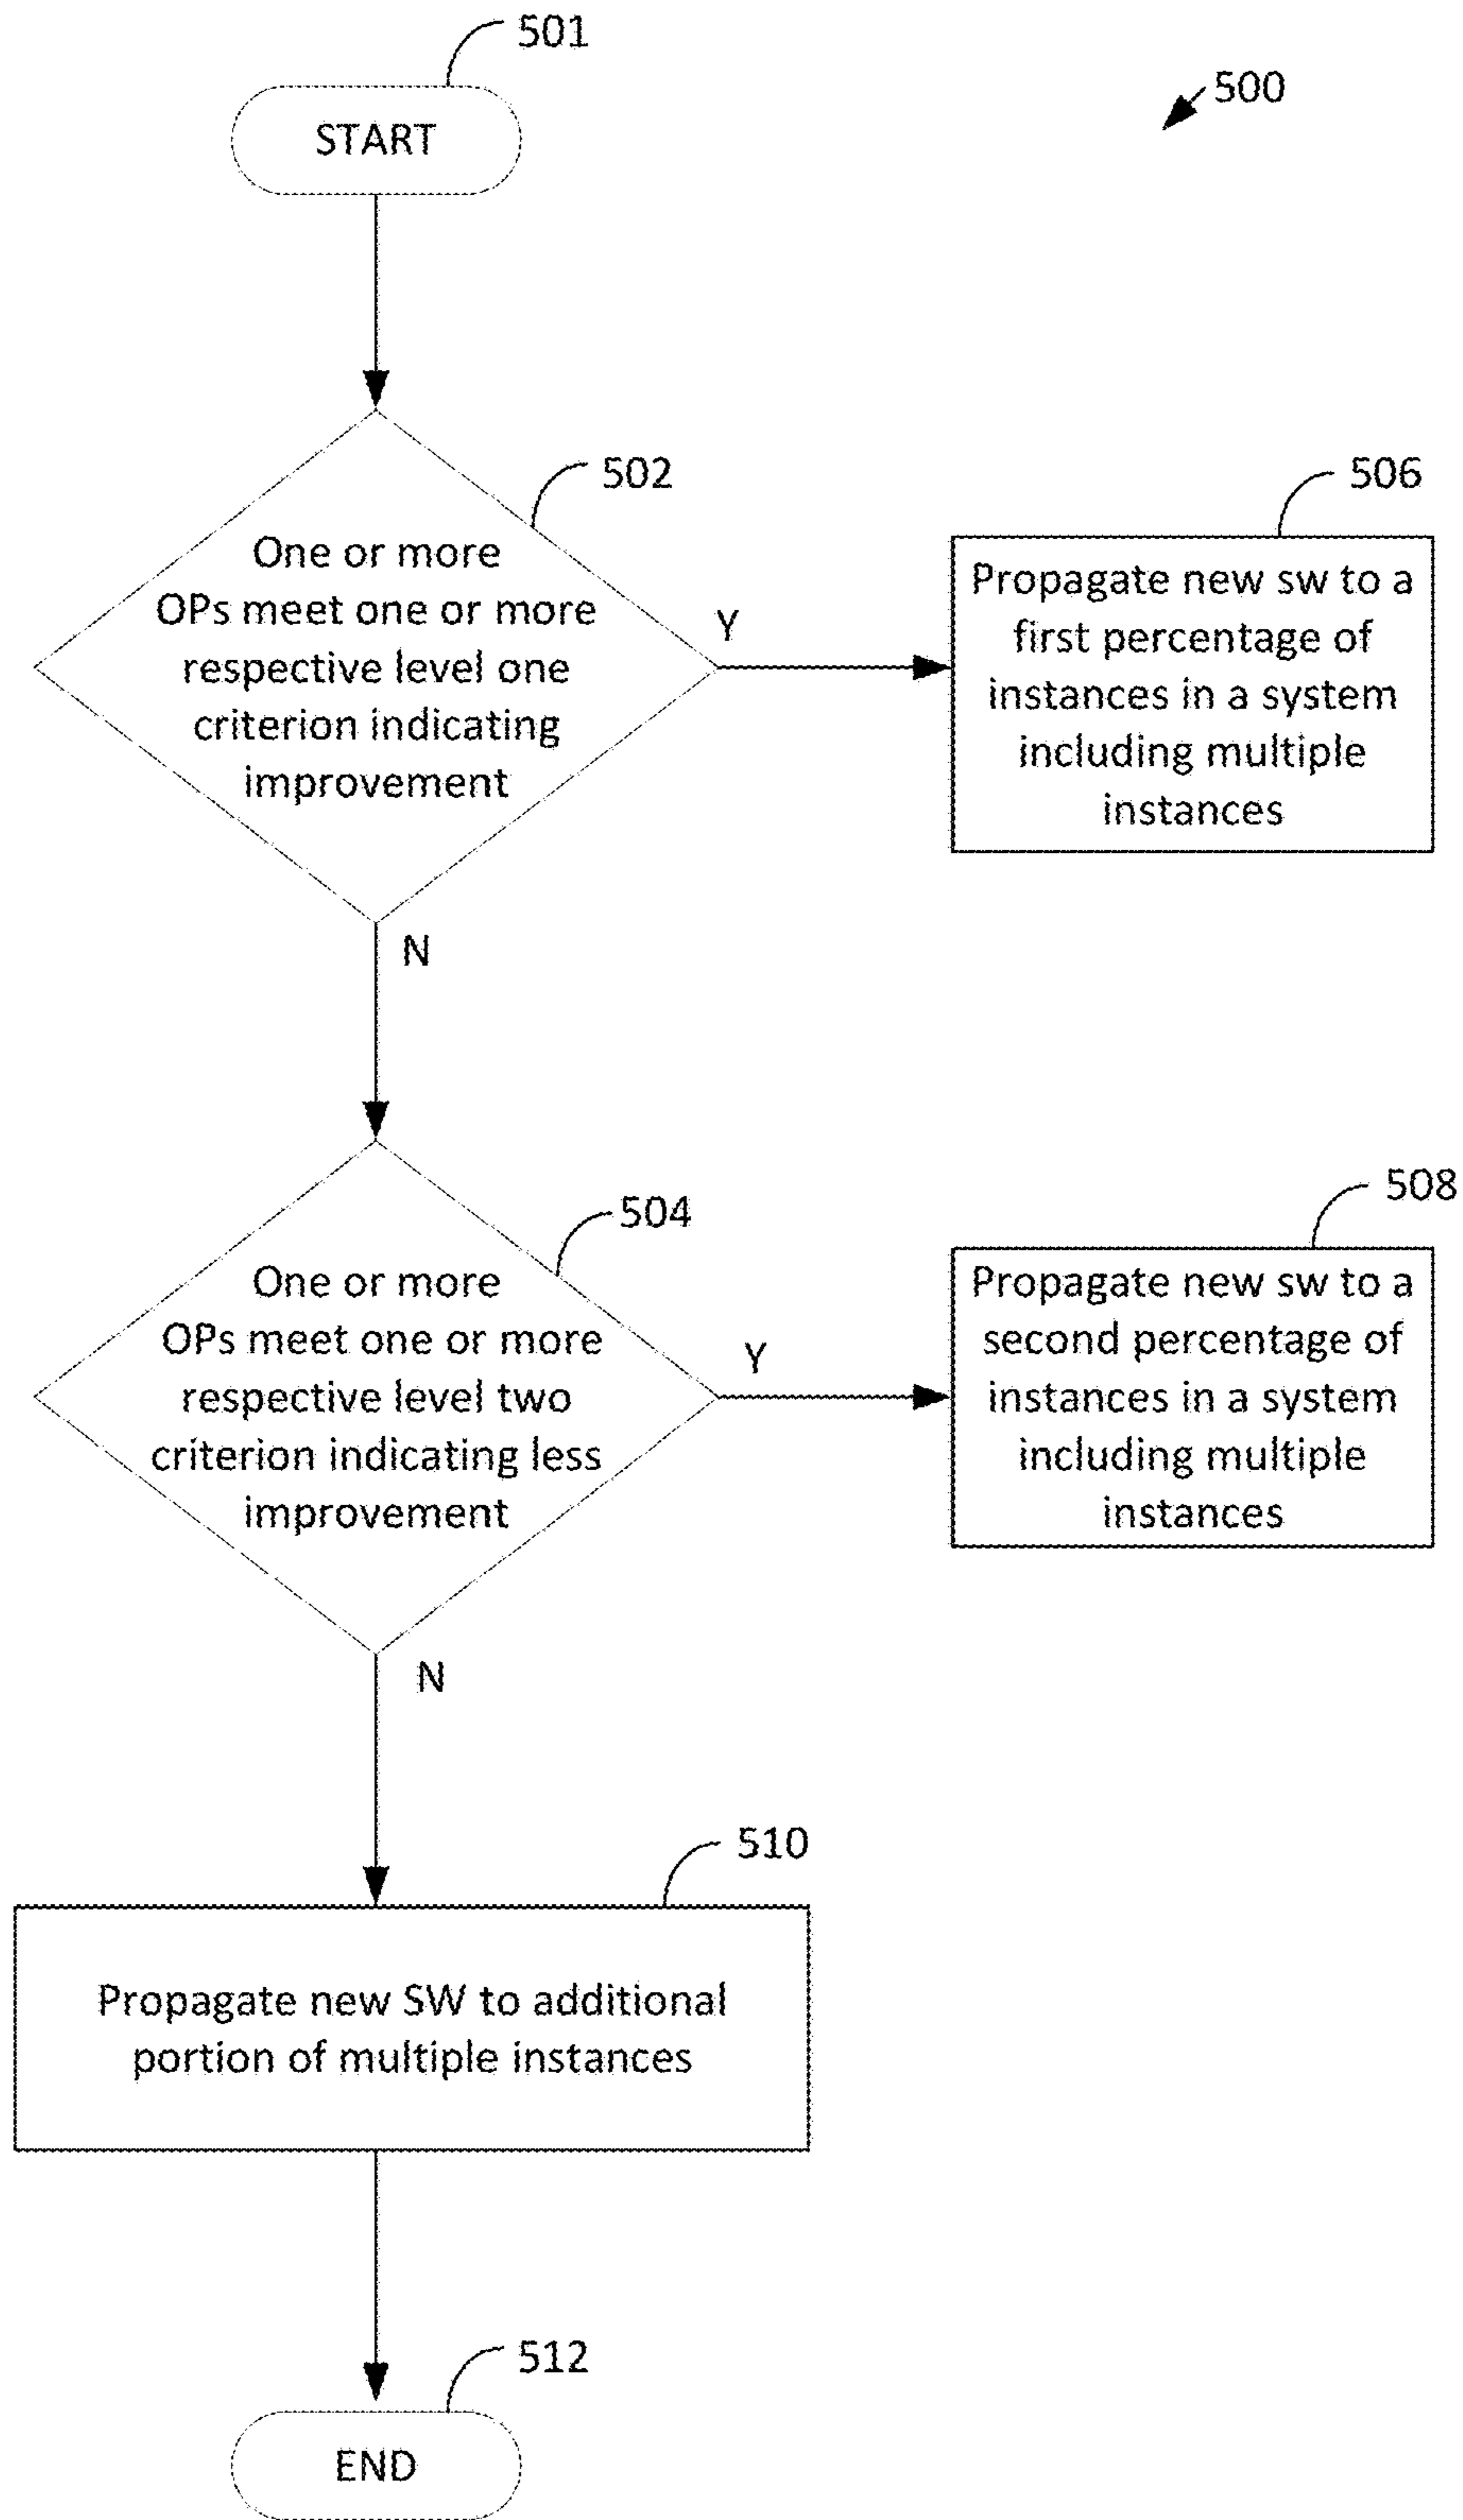 501
START
500
502
One or more
OPs meet one or more
respective level one
criterion indicating
improvement
Y
506
Propagate new sw to a
first percentage of
instances in a system
including multiple
instances
N
504
One or more
OPs meet one or more
respective level two
criterion indicating less
improvement
Y
508
Propagate new sw to a
second percentage of
instances in a system
including multiple
instances
N
510
Propagate new SW to additional
portion of multiple instances
512
END